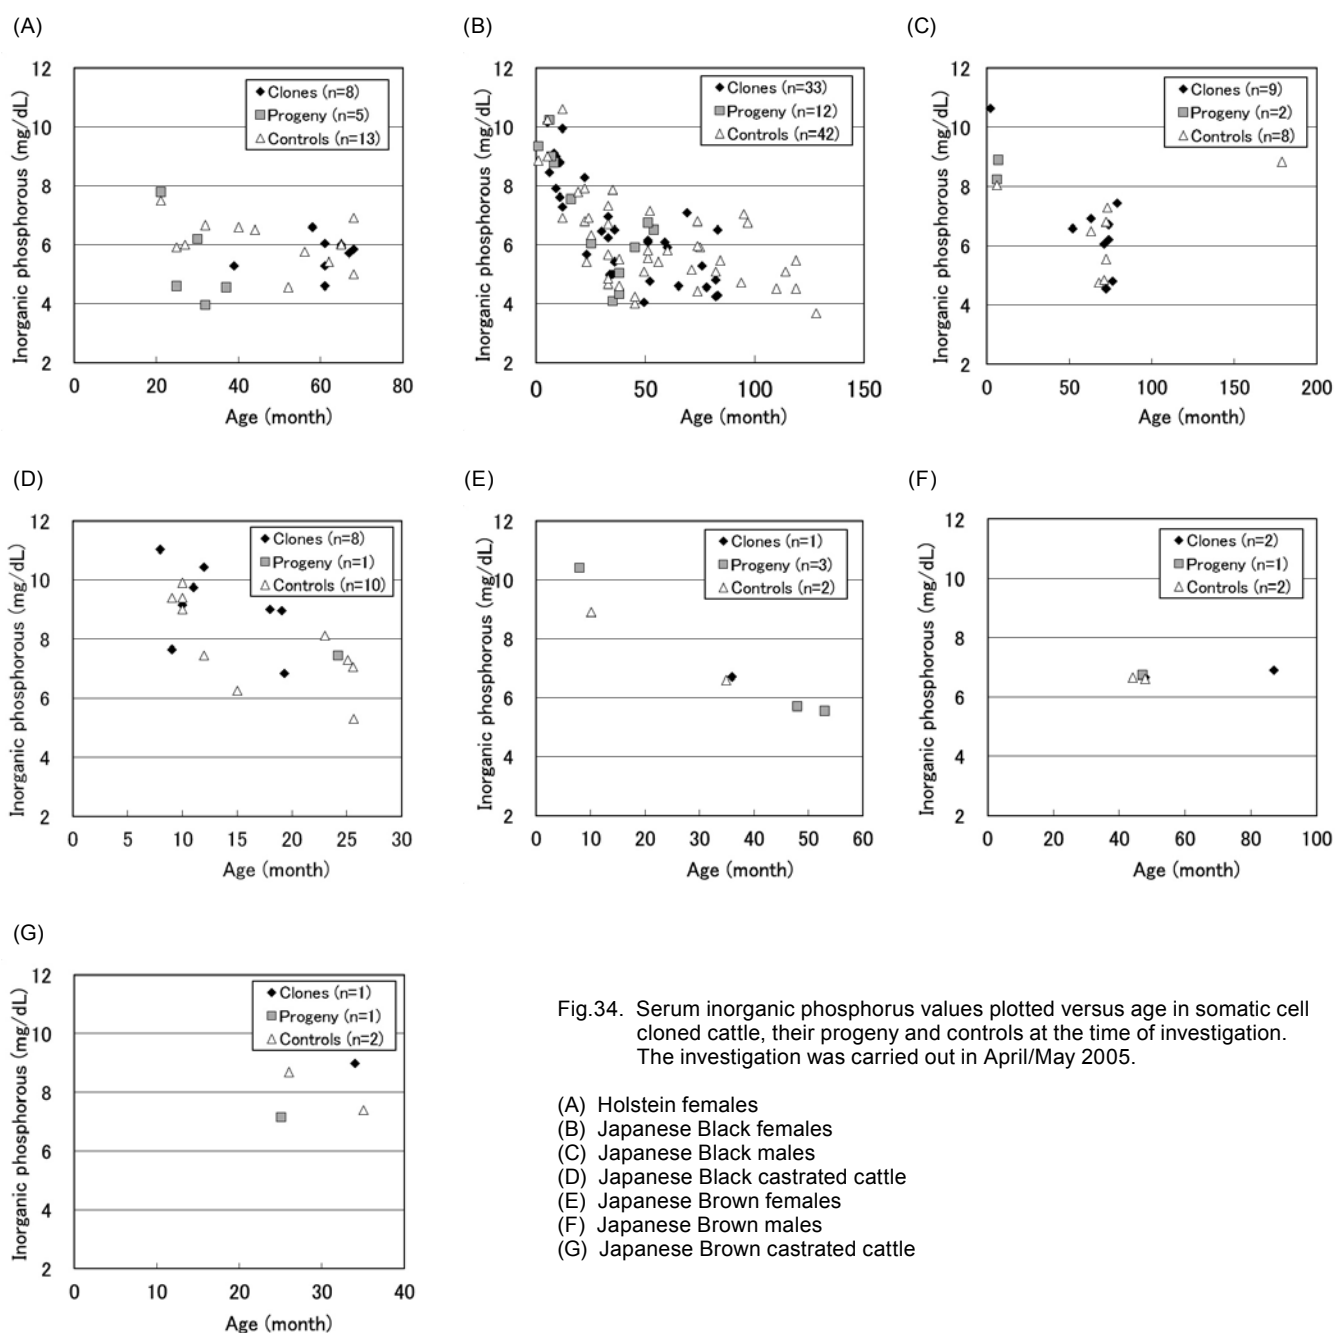 (A)
12
10
8
6
4
2
0
20
40
60
80
Inorganic phosphorous (mg/dL)
Age (month)
Clones (n=8)
Progeny (n=5)
Controls (n=13)
(B)
12
10
8
6
4
2
0
50
100
150
Inorganic phosphorous (mg/dL)
Age (month)
Clones (n=33)
Progeny (n=12)
Controls (n=42)
(C)
12
10
8
6
4
2
0
50
100
150
200
Inorganic phosphorous (mg/dL)
Age (month)
Clones (n=9)
Progeny (n=2)
Controls (n=8)
(D)
12
10
8
6
4
2
0
5
10
15
20
25
30
Inorganic phosphorous (mg/dL)
Age (month)
Clones (n=8)
Progeny (n=1)
Controls (n=10)
(E)
12
10
8
6
4
2
0
10
20
30
40
50
60
Inorganic phosphorous (mg/dL)
Age (month)
Clones (n=1)
Progeny (n=3)
Controls (n=2)
(F)
12
10
8
6
4
2
0
20
40
60
80
100
Inorganic phosphorous (mg/dL)
Age (month)
Clones (n=2)
Progeny (n=1)
Controls (n=2)
(G)
12
10
8
6
4
2
0
10
20
30
40
Inorganic phosphorous (mg/dL)
Age (month)
Clones (n=1)
Progeny (n=1)
Controls (n=2)
Fig.34. Serum inorganic phosphorus values plotted versus age in somatic cell
cloned cattle, their progeny and controls at the time of investigation.
The investigation was carried out in April/May 2005.
(A) Holstein females
(B) Japanese Black females
(C) Japanese Black males
(D) Japanese Black castrated cattle
(E) Japanese Brown females
(F) Japanese Brown males
(G) Japanese Brown castrated cattle